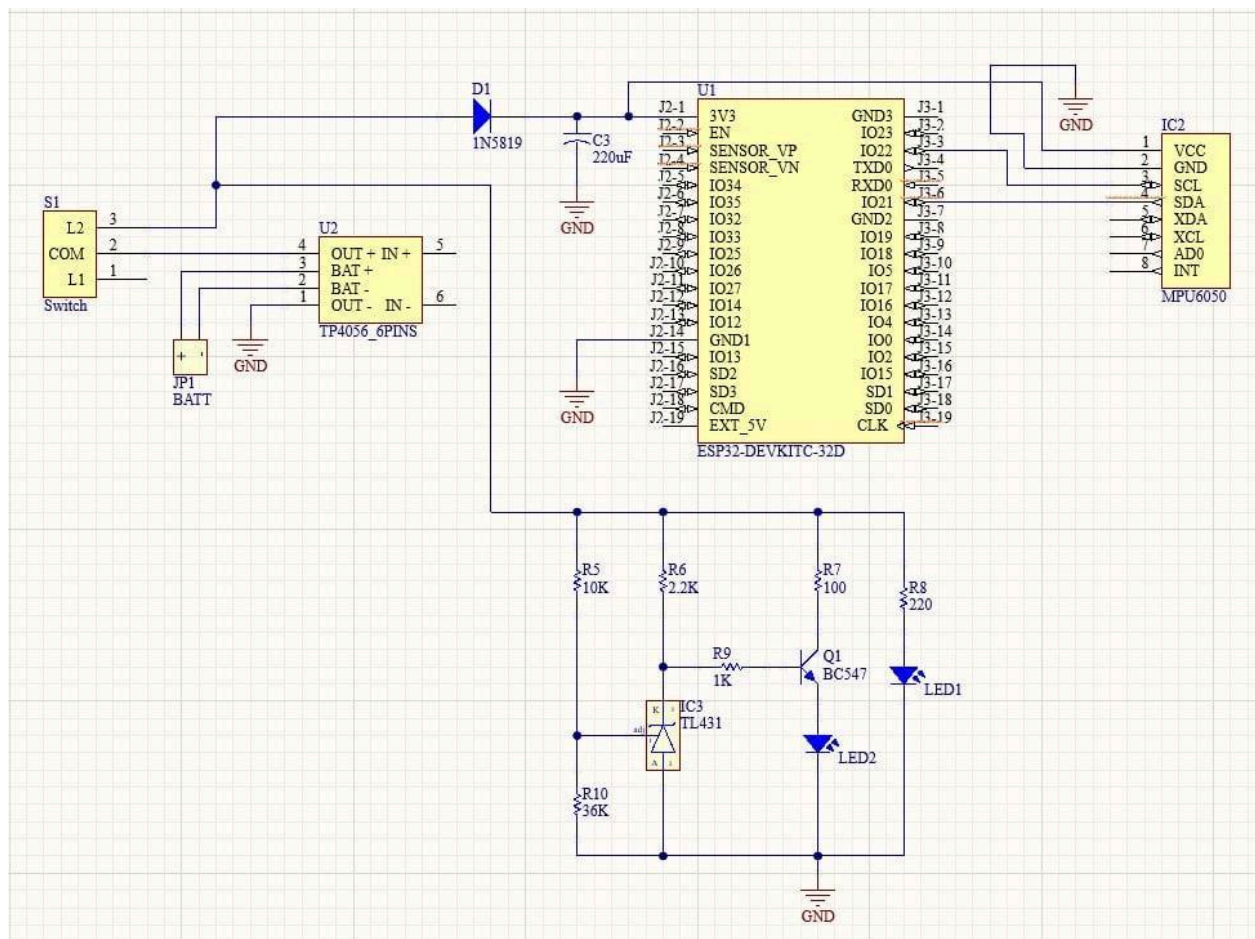 D1
1N5819
C3
220uF
GND
S1
L2 3
COM 2
L1 1
Switch
U2
4 OUT+ IN+ 5
3 BAT+
2 BAT-
1 OUT- IN- 6
TP4056_6PINS
+ -
JP1
BATT
GND
U1
J2-1 3V3 GND3 J3-1
J2-2 EN IO23 J3-2
J2-3 SENSOR_VP IO22 J3-3
J2-4 SENSOR_VN TXD0 J3-4
J2-5 IO34 RXD0 J3-5
J2-6 IO35 IO21 J3-6
J2-7 IO32 GND2 J3-7
J2-8 IO33 IO19 J3-8
J2-9 IO25 IO18 J3-9
J2-10 IO26 IO5 J3-10
J2-11 IO27 IO17 J3-11
J2-12 IO14 IO16 J3-12
J2-13 IO12 IO4 J3-13
J2-14 GND1 IO0 J3-14
J2-15 IO13 IO2 J3-15
J2-16 SD2 IO15 J3-16
J2-17 SD3 SD1 J3-17
J2-18 CMD SD0 J3-18
J2-19 EXT_5V CLK J3-19
ESP32-DEVKITC-32D
GND
GND
IC2
1 VCC
2 GND
3 SCL
4 SDA
5 XDA
6 XCL
7 AD0
8 INT
MPU6050
R5
10K
R6
2.2K
R7
100
R8
220
R9
1K
Q1
BC547
LED1
IC3
TL431
K
adj
A
LED2
R10
36K
GND